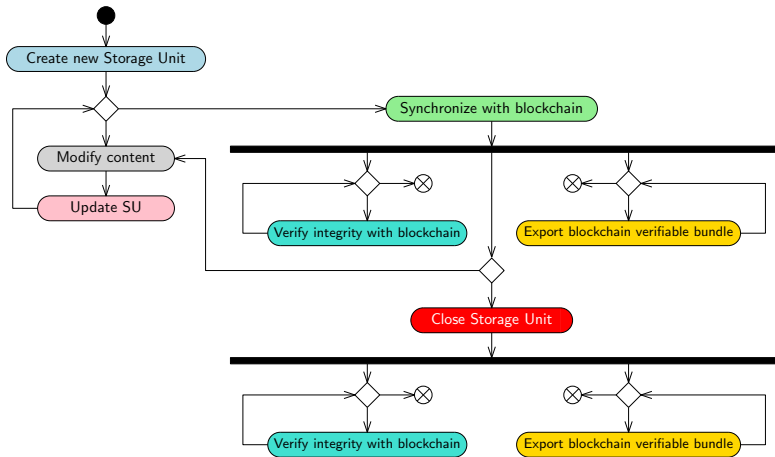 Create new Storage Unit
Synchronize with blockchain
Modify content
Update SU
Verify integrity with blockchain
Export blockchain verifiable bundle
Close Storage Unit
Verify integrity with blockchain
Export blockchain verifiable bundle